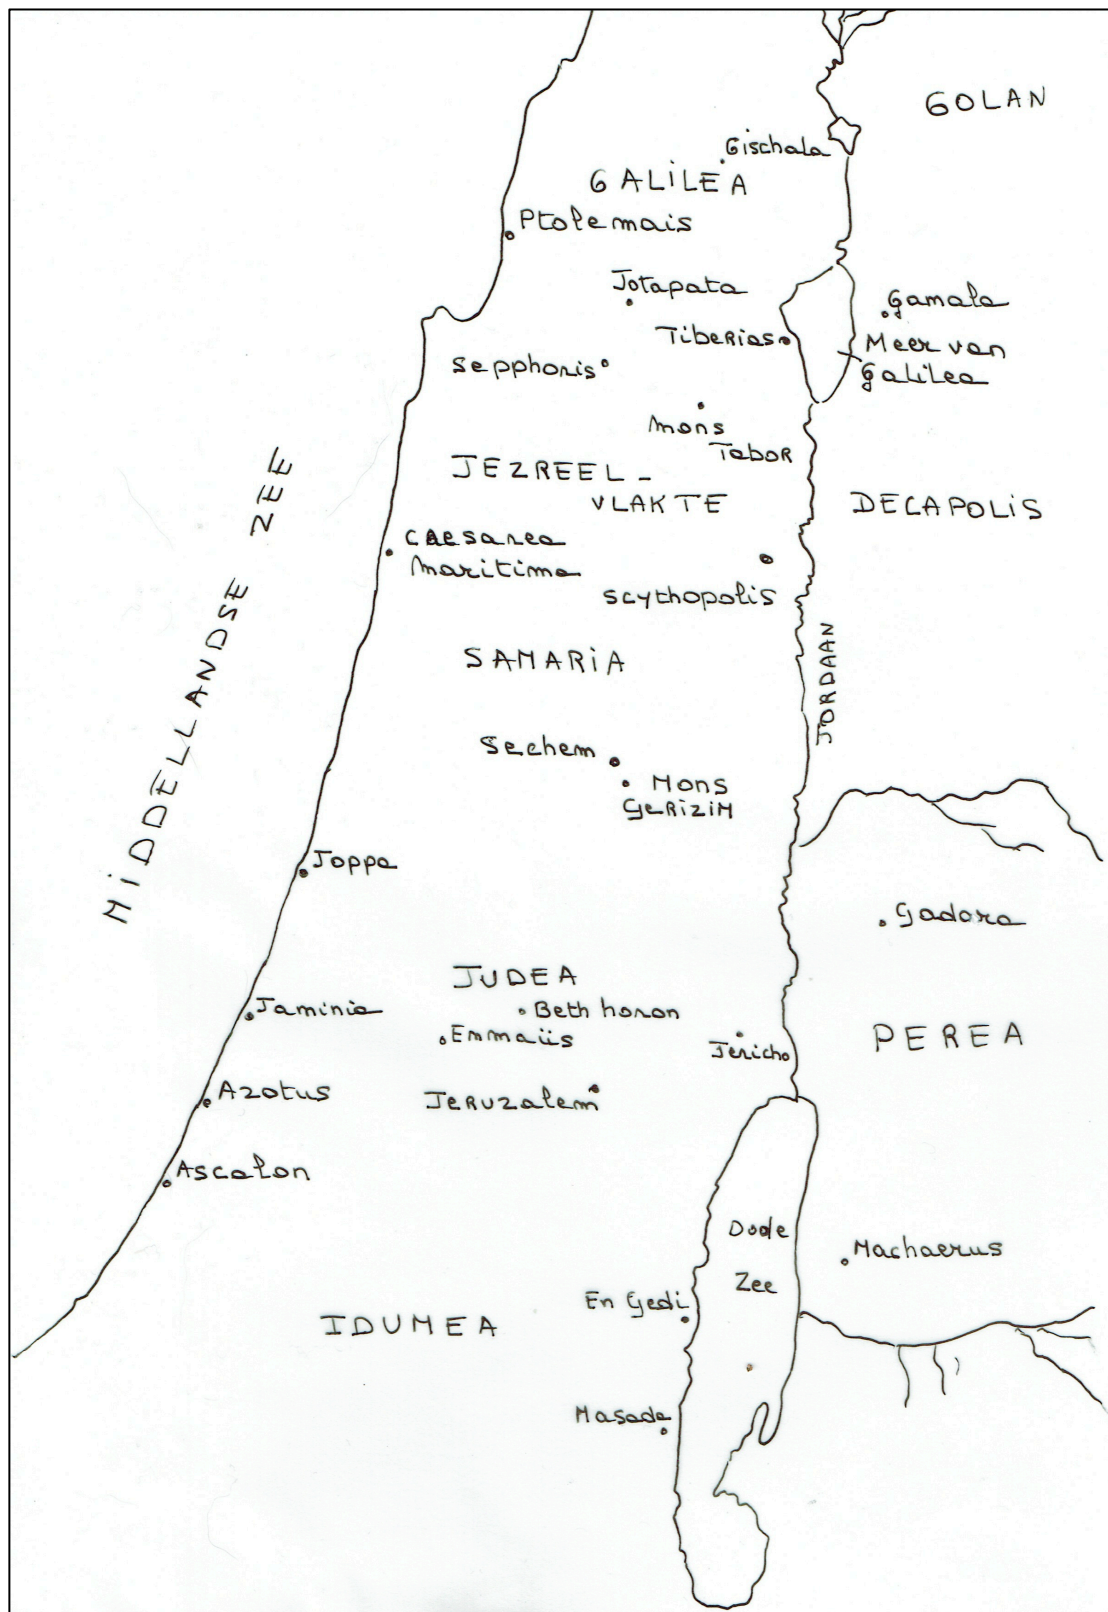 GOLAN
Gischala
GALILEA
Ptolemais
Jotapata
Gamala
Tiberias
Meer van
Galilea
Sepphoris
Mons
Tabor
JEZREEL -
VLAKTE
DECAPOLIS
MIDDELLANDSE ZEE
CAesarea
Maritima
Scythopolis
SAMARIA
JORDAAN
Sechem
MONS
GeRIZIM
Joppa
Gadora
JUDEA
Jaminia
Beth horon
Emmaüs
Jericho
PEREA
Azotus
JeRuzalem
Ascalon
Dode
Zee
Machaerus
En Gedi
IDUMEA
Masada